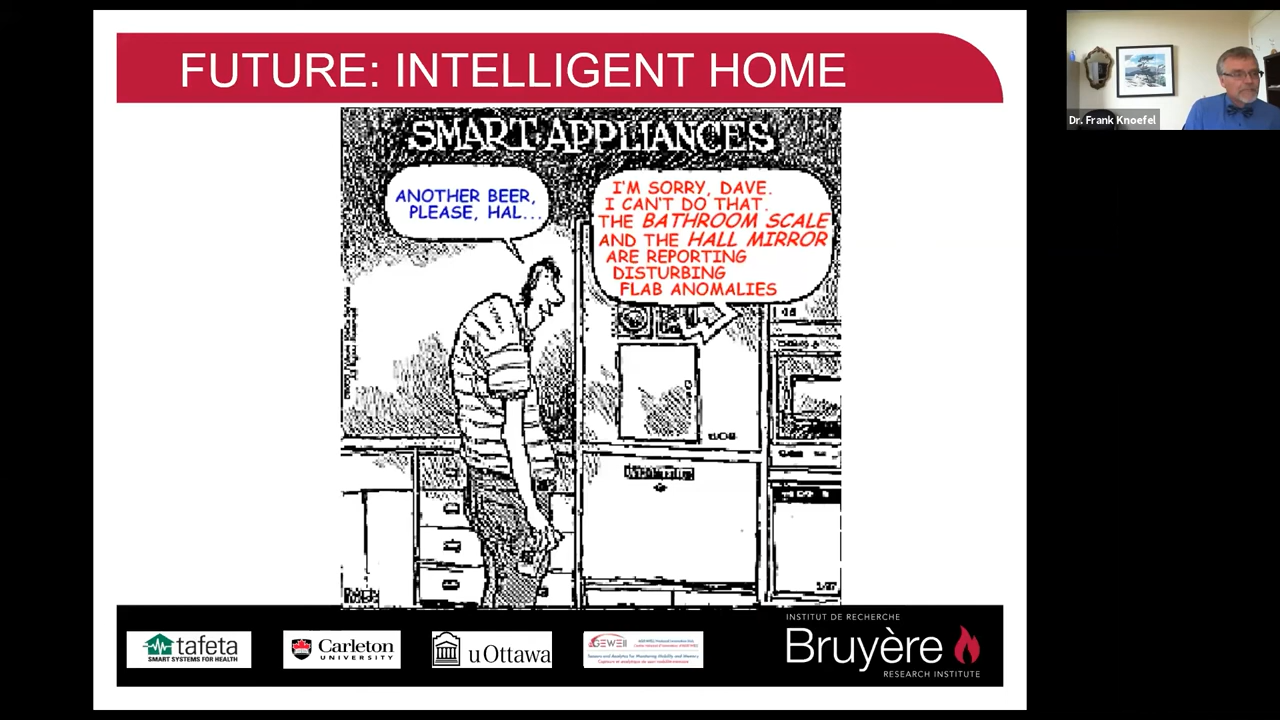 FUTURE: INTELLIGENT HOME
SMART APPLIANCES
ANOTHER BEER,
PLEASE, HAL...
I'M SORRY, DAVE.
I CAN'T DO THAT.
THE BATHROOM SCALE
AND THE HALL MIRROR
ARE REPORTING
DISTURBING
FLAB ANOMALIES
Dr. Frank Knoefel
tafeta
SMART SYSTEMS FOR HEALTH
Carleton
UNIVERSITY
uOttawa
INSTITUT DE RECHERCHE
Bruyère
RESEARCH INSTITUTE